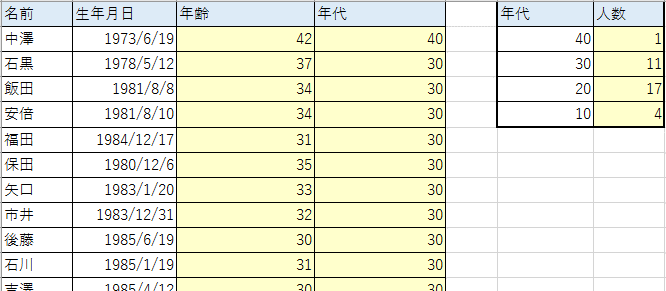 名前 生年月日 年齢 年代 年代 人数
中澤 1973/6/19 42 40 40 1
石黒 1978/5/12 37 30 30 11
飯田 1981/8/8 34 30 20 17
安倍 1981/8/10 34 30 10 4
福田 1984/12/17 31 30
保田 1980/12/6 35 30
矢口 1983/1/20 33 30
市井 1983/12/31 32 30
後藤 1985/6/19 30 30
石川 1985/1/19 31 30
吉澤 1985/4/12 30 30